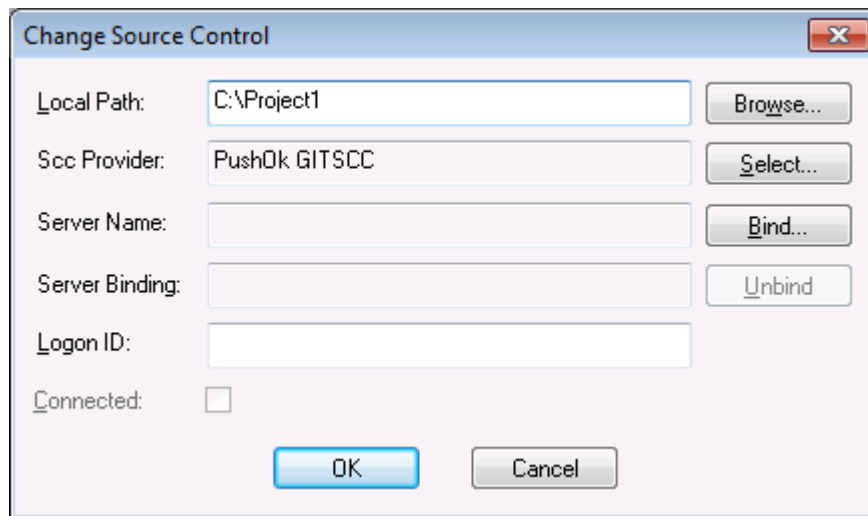 Change Source Control
Local Path: C:\Project1 Browse...
Scc Provider: PushOk GITSCC Select...
Server Name: Bind...
Server Binding: Unbind
Logon ID:
Connected:
OK Cancel